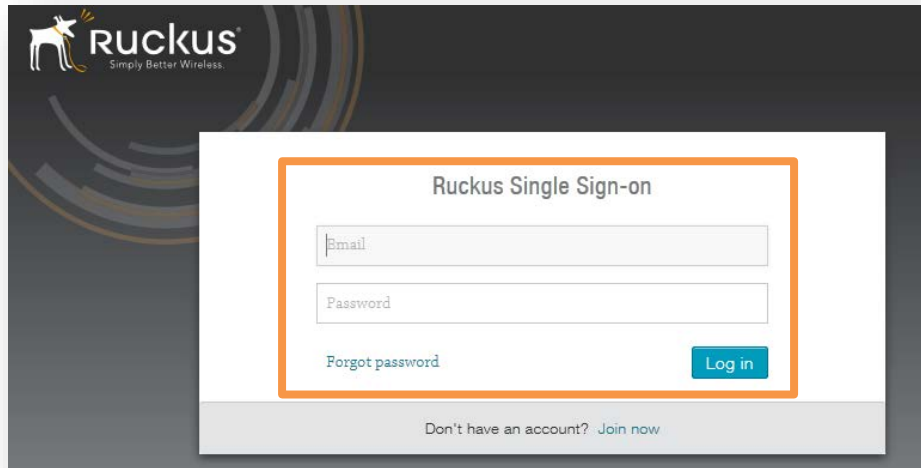 Ruckus
Simply Better Wireless.
Ruckus Single Sign-on
Email
Password
Forgot password
Log in
Don't have an account? Join now